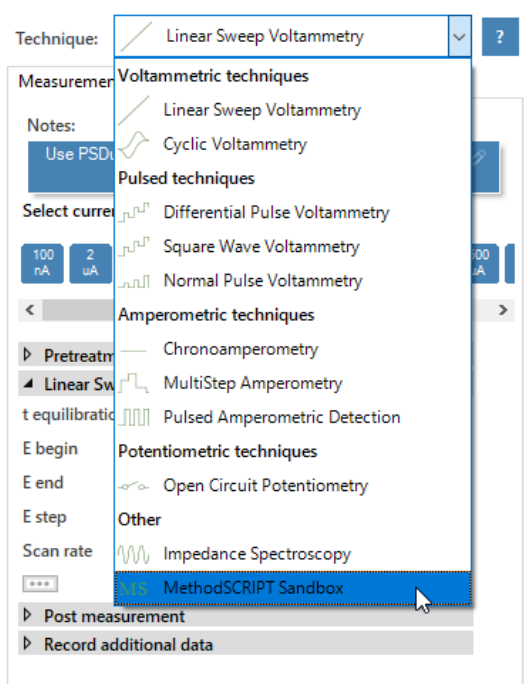 Technique:
Linear Sweep Voltammetry
?
Voltammetric techniques
Measuremen
Linear Sweep Voltammetry
Notes:
Cyclic Voltammetry
Use PSDu
Pulsed techniques
Select curre
Differential Pulse Voltammetry
Square Wave Voltammetry
100 nA
2 uA
Normal Pulse Voltammetry
Amperometric techniques
Pretreatm
Chronoamperometry
Linear Sw
MultiStep Amperometry
t equilibratio
Pulsed Amperometric Detection
E begin
Potentiometric techniques
E end
Open Circuit Potentiometry
E step
Other
Scan rate
Impedance Spectroscopy
MS MethodSCRIPT Sandbox
Post measurement
Record additional data